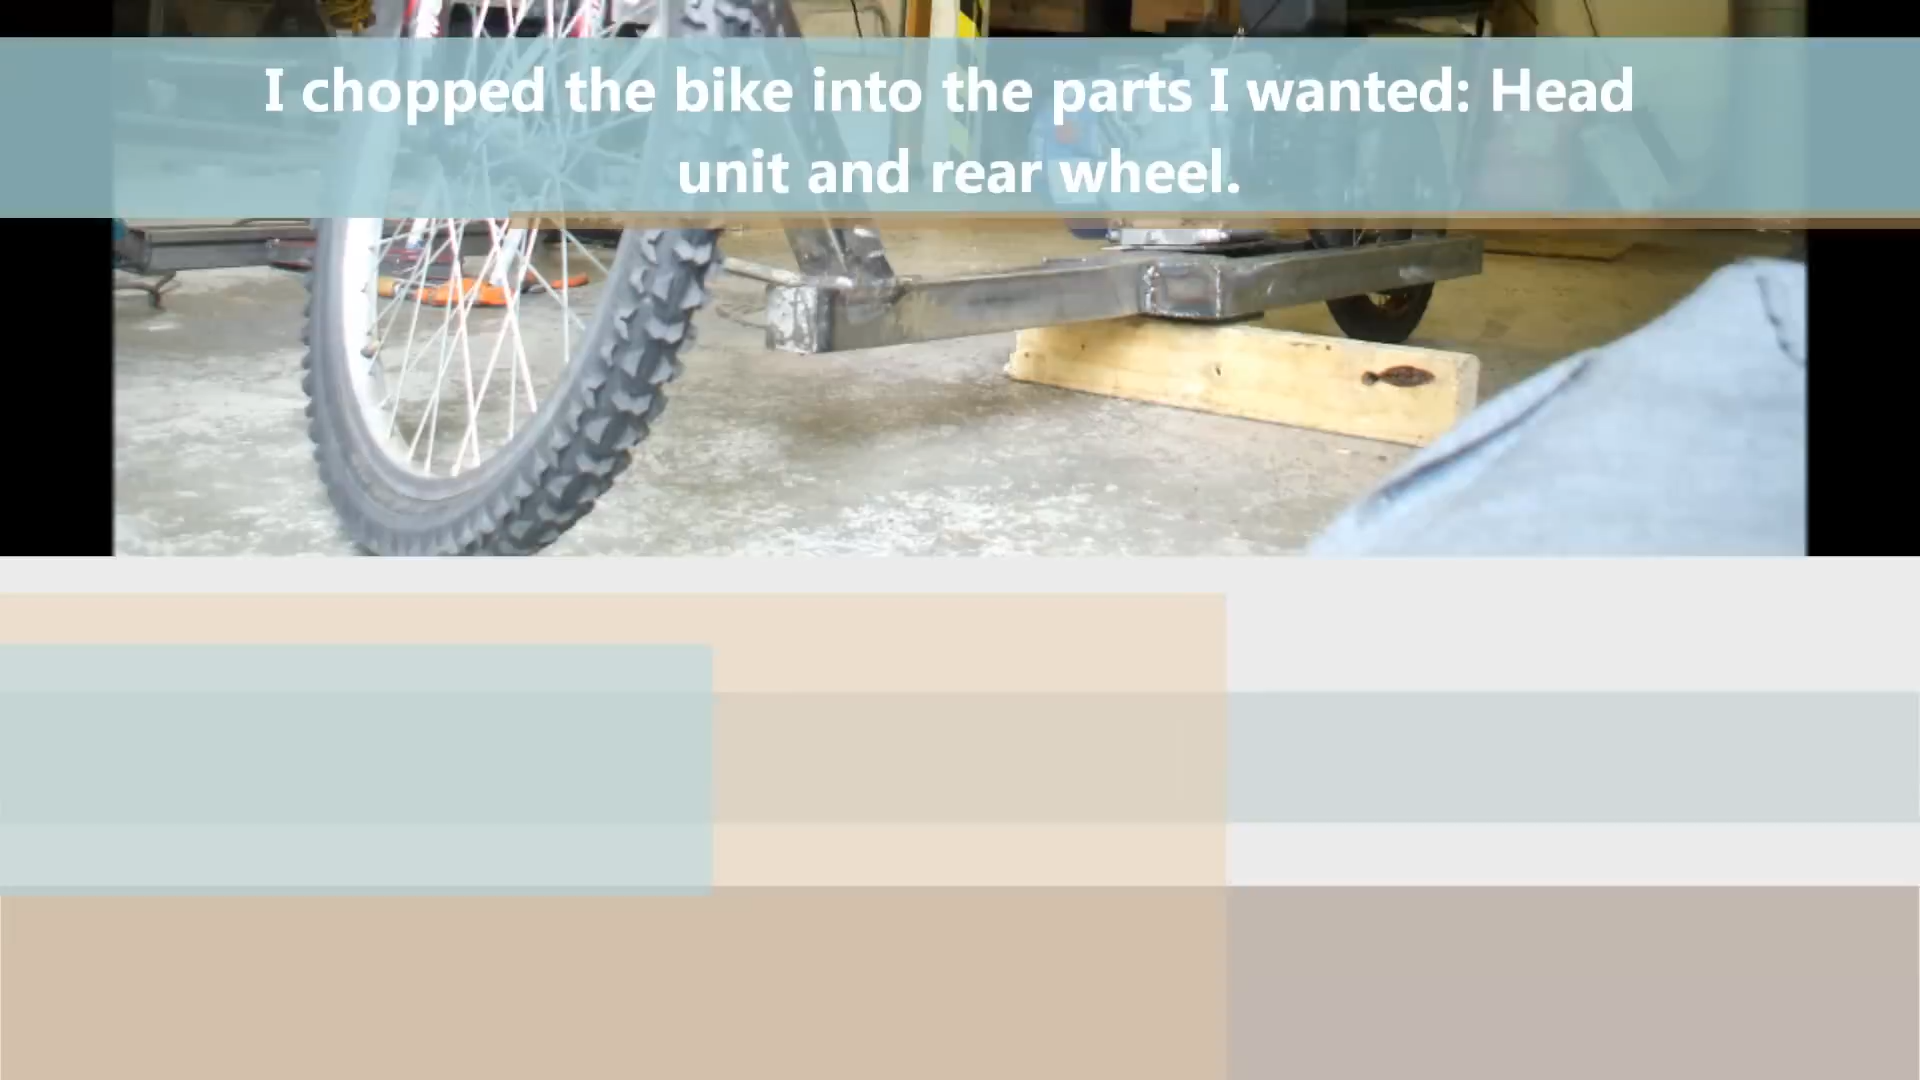 I chopped the bike into the parts I wanted: Head
unit and rear wheel.